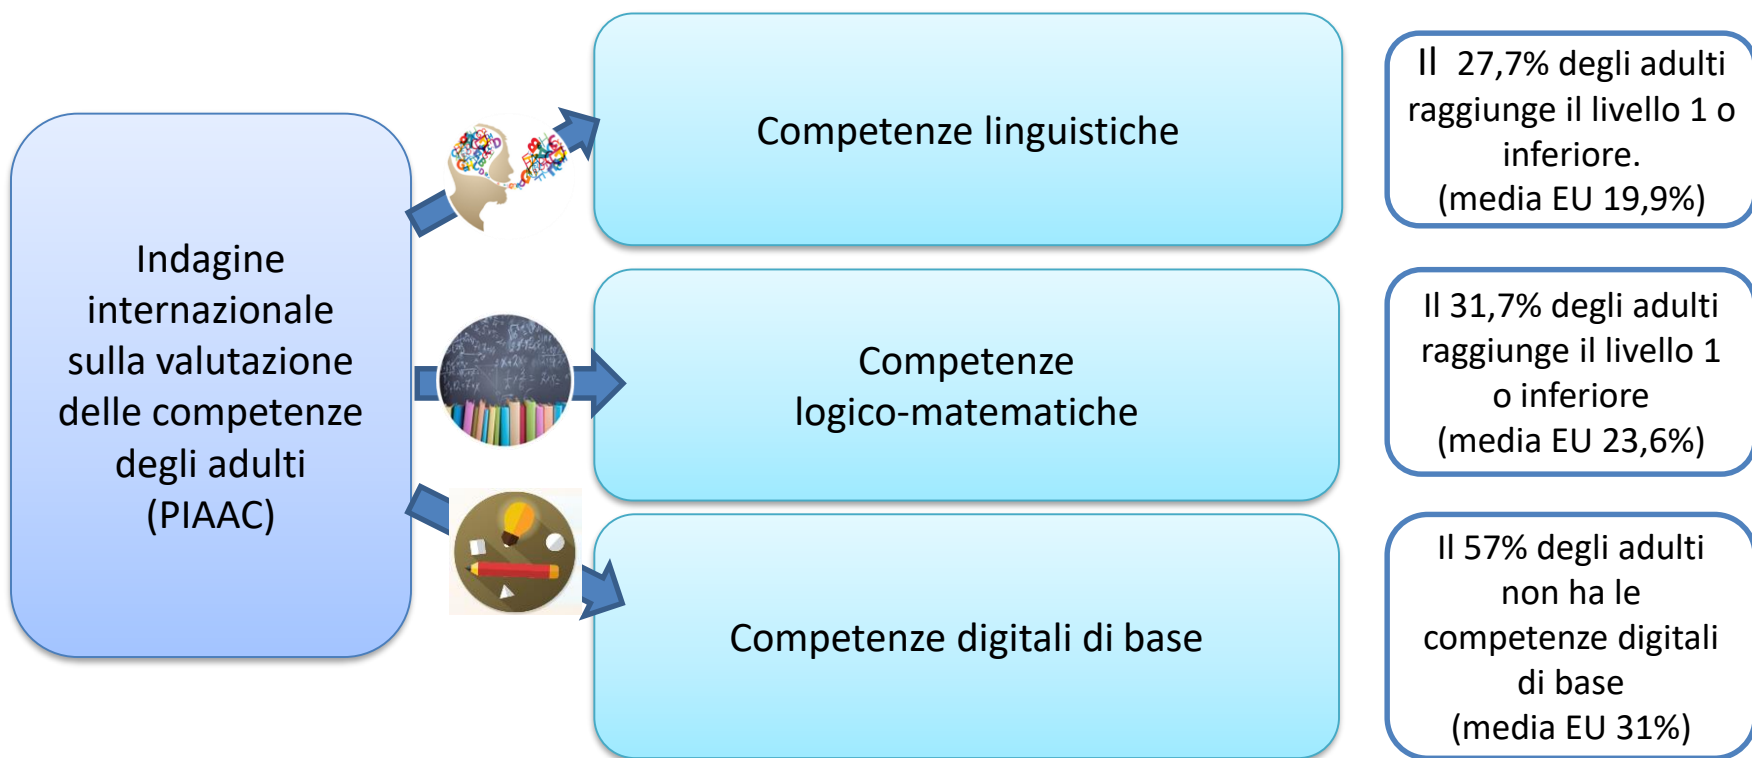 Indagine
internazionale
sulla valutazione
delle competenze
degli adulti
(PIAAC)
Competenze linguistiche
Il 27,7% degli adulti
raggiunge il livello 1 o
inferiore.
(media EU 19,9%)
Competenze
logico-matematiche
Il 31,7% degli adulti
raggiunge il livello 1
o inferiore
(media EU 23,6%)
Competenze digitali di base
Il 57% degli adulti
non ha le
competenze digitali
di base
(media EU 31%)